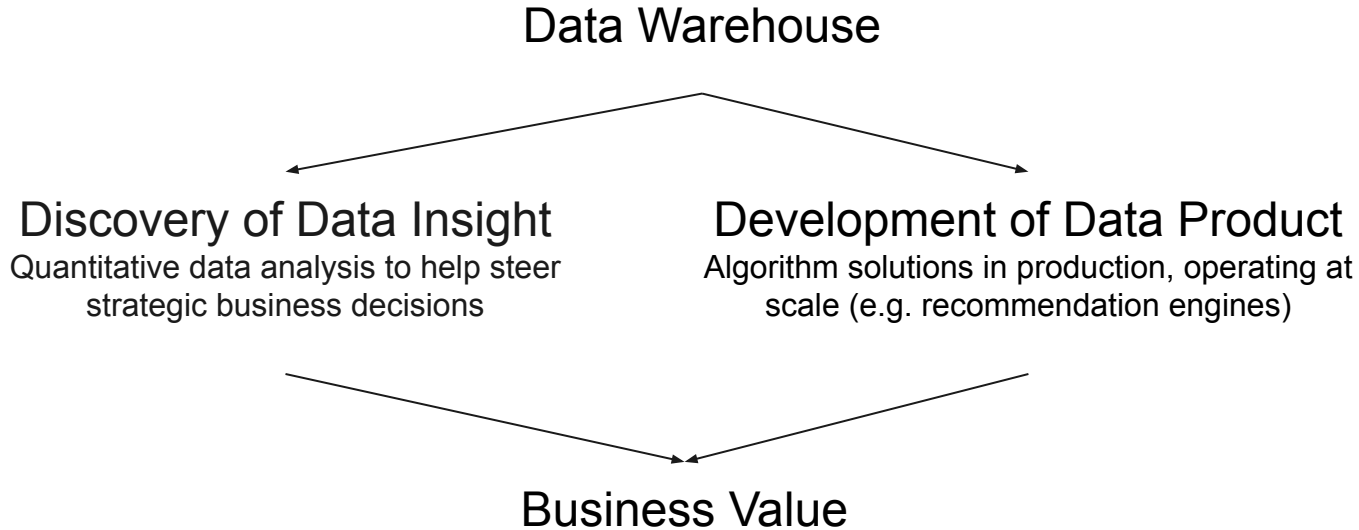 Data Warehouse
Discovery of Data Insight
Quantitative data analysis to help steer
strategic business decisions
Development of Data Product
Algorithm solutions in production, operating at
scale (e.g. recommendation engines)
Business Value